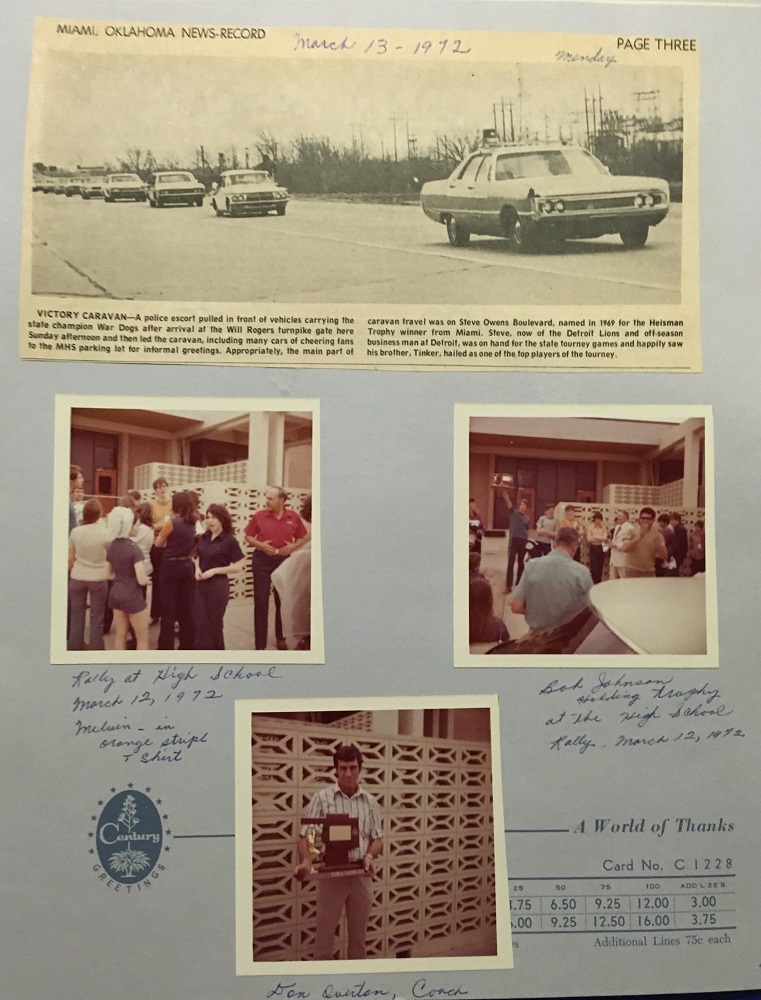 MIAMI, OKLAHOMA NEWS-RECORD
March 13 - 1972
PAGE THREE
Monday
VICTORY CARAVAN—A police escort pulled in front of vehicles carrying the
state champion War Dogs after arrival at the Will Rogers turnpike gate here
Sunday afternoon and then led the caravan, including many cars of cheering fans
to the MHS parking lot for informal greetings. Appropriately, the main part of
caravan travel was on Steve Owens Boulevard, named in 1969 for the Heisman
Trophy winner from Miami. Steve, now of the Detroit Lions and off-season
business man at Detroit, was on hand for the state tourney games and happily saw
his brother, Tinker, hailed as one of the top players of the tourney.
Rally at High School
March 12, 1972
Melvin - in
orange stripe
T Shirt
Bob Johnson
Holding Trophy
at the High School
Rally. March 12, 1972
Century
GREETINGS
A World of Thanks
Card No. C 1228
25 50 75 100 ADD'L 25'S
.75 6.50 9.25 12.00 3.00
.00 9.25 12.50 16.00 3.75
Additional Lines 75c each
Don Overton, Coach